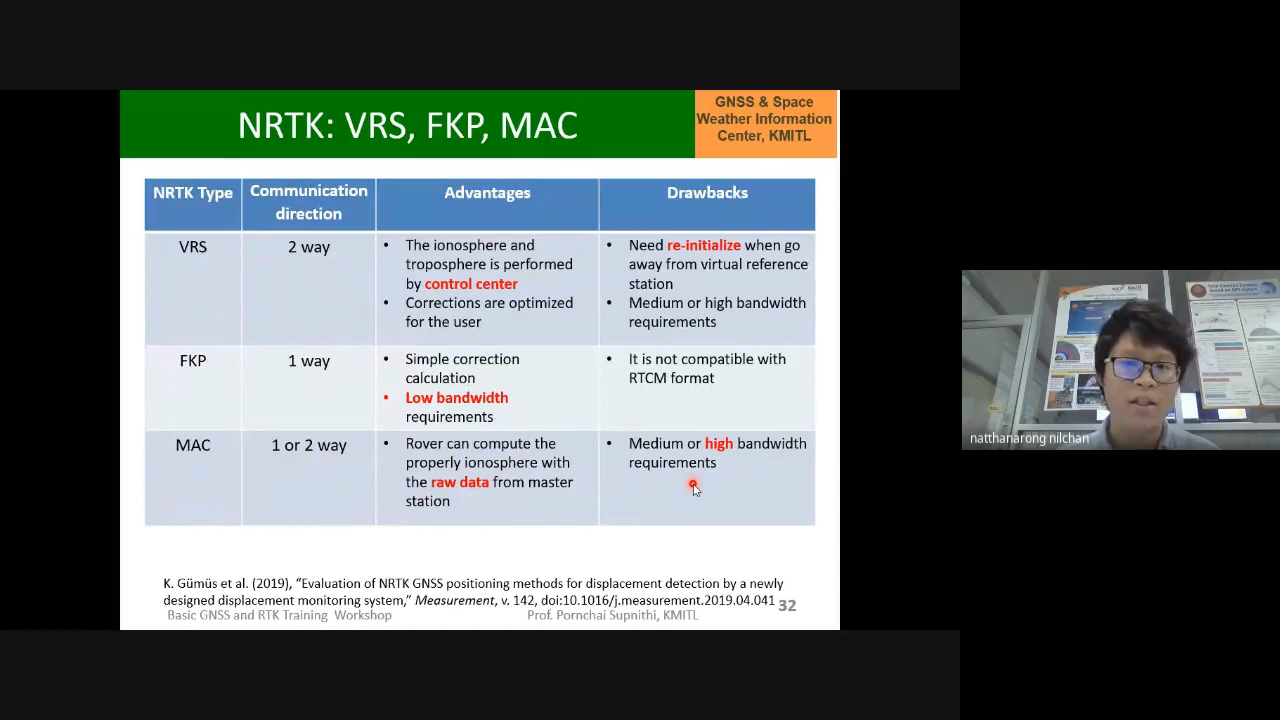 NRTK: VRS, FKP, MAC
GNSS & Space
Weather Information
Center, KMITL
NRTK Type
Communication
direction
Advantages
Drawbacks
VRS
2 way
• The ionosphere and
troposphere is performed
by control center
• Corrections are optimized
for the user
• Need re-initialize when go
away from virtual reference
station
• Medium or high bandwidth
requirements
FKP
1 way
• Simple correction
calculation
• Low bandwidth
requirements
• It is not compatible with
RTCM format
MAC
1 or 2 way
• Rover can compute the
properly ionosphere with
the raw data from master
station
• Medium or high bandwidth
requirements
K. Gümüs et al. (2019), “Evaluation of NRTK GNSS positioning methods for displacement detection by a newly
designed displacement monitoring system,” Measurement, v. 142, doi:10.1016/j.measurement.2019.04.041
32
Basic GNSS and RTK Training Workshop
Prof. Pornchai Supnithi, KMITL
natthanarong nilchan